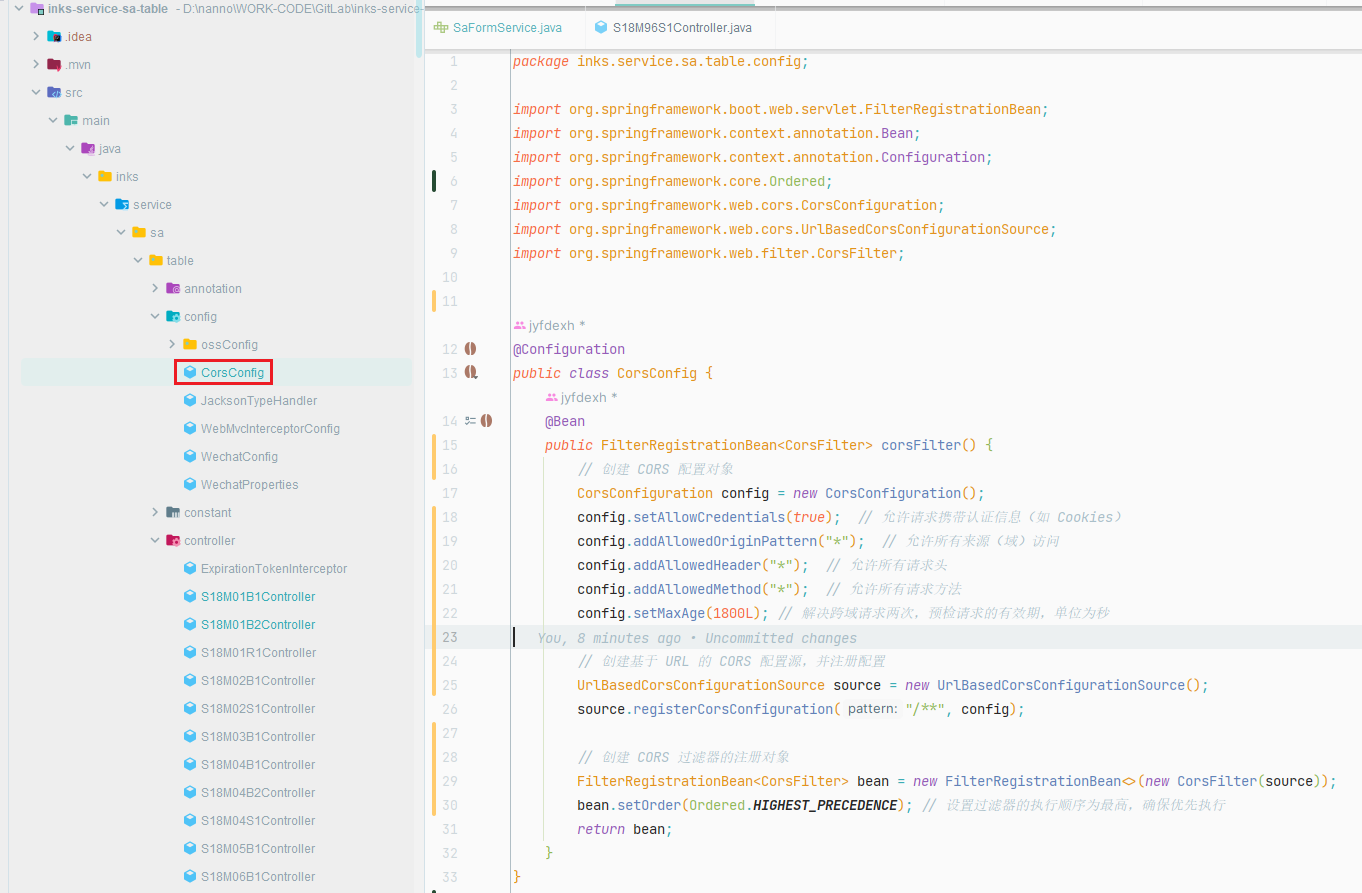 inks-service-sa-table - D:\nanno\WORK-CODE\GitLab\inks-service-
.idea
.mvn
src
main
java
inks
service
sa
table
annotation
config
ossConfig
CorsConfig
JacksonTypeHandler
WebMvcInterceptorConfig
WechatConfig
WechatProperties
constant
controller
ExpirationTokenInterceptor
S18M01B1Controller
S18M01B2Controller
S18M01R1Controller
S18M02B1Controller
S18M02S1Controller
S18M03B1Controller
S18M04B1Controller
S18M04B2Controller
S18M04S1Controller
S18M05B1Controller
S18M06B1Controller
SaFormService.java
S18M96S1Controller.java
1 package inks.service.sa.table.config;
2
3 import org.springframework.boot.web.servlet.FilterRegistrationBean;
4 import org.springframework.context.annotation.Bean;
5 import org.springframework.context.annotation.Configuration;
6 import org.springframework.core.Ordered;
7 import org.springframework.web.cors.CorsConfiguration;
8 import org.springframework.web.cors.UrlBasedCorsConfigurationSource;
9 import org.springframework.web.filter.CorsFilter;
10
11
jyfdexh *
12 @Configuration
13 public class CorsConfig {
jyfdexh *
14 @Bean
15 public FilterRegistrationBean<CorsFilter> corsFilter() {
16 // 创建 CORS 配置对象
17 CorsConfiguration config = new CorsConfiguration();
18 config.setAllowCredentials(true); // 允许请求携带认证信息（如 Cookies）
19 config.addAllowedOriginPattern("*"); // 允许所有来源（域）访问
20 config.addAllowedHeader("*"); // 允许所有请求头
21 config.addAllowedMethod("*"); // 允许所有请求方法
22 config.setMaxAge(1800L); // 解决跨域请求两次，预检请求的有效期，单位为秒
23 You, 8 minutes ago • Uncommitted changes
24 // 创建基于 URL 的 CORS 配置源，并注册配置
25 UrlBasedCorsConfigurationSource source = new UrlBasedCorsConfigurationSource();
26 source.registerCorsConfiguration( pattern: "/**", config);
27
28 // 创建 CORS 过滤器的注册对象
29 FilterRegistrationBean<CorsFilter> bean = new FilterRegistrationBean<>(new CorsFilter(source));
30 bean.setOrder(Ordered.HIGHEST_PRECEDENCE); // 设置过滤器的执行顺序为最高，确保优先执行
31 return bean;
32 }
33 }